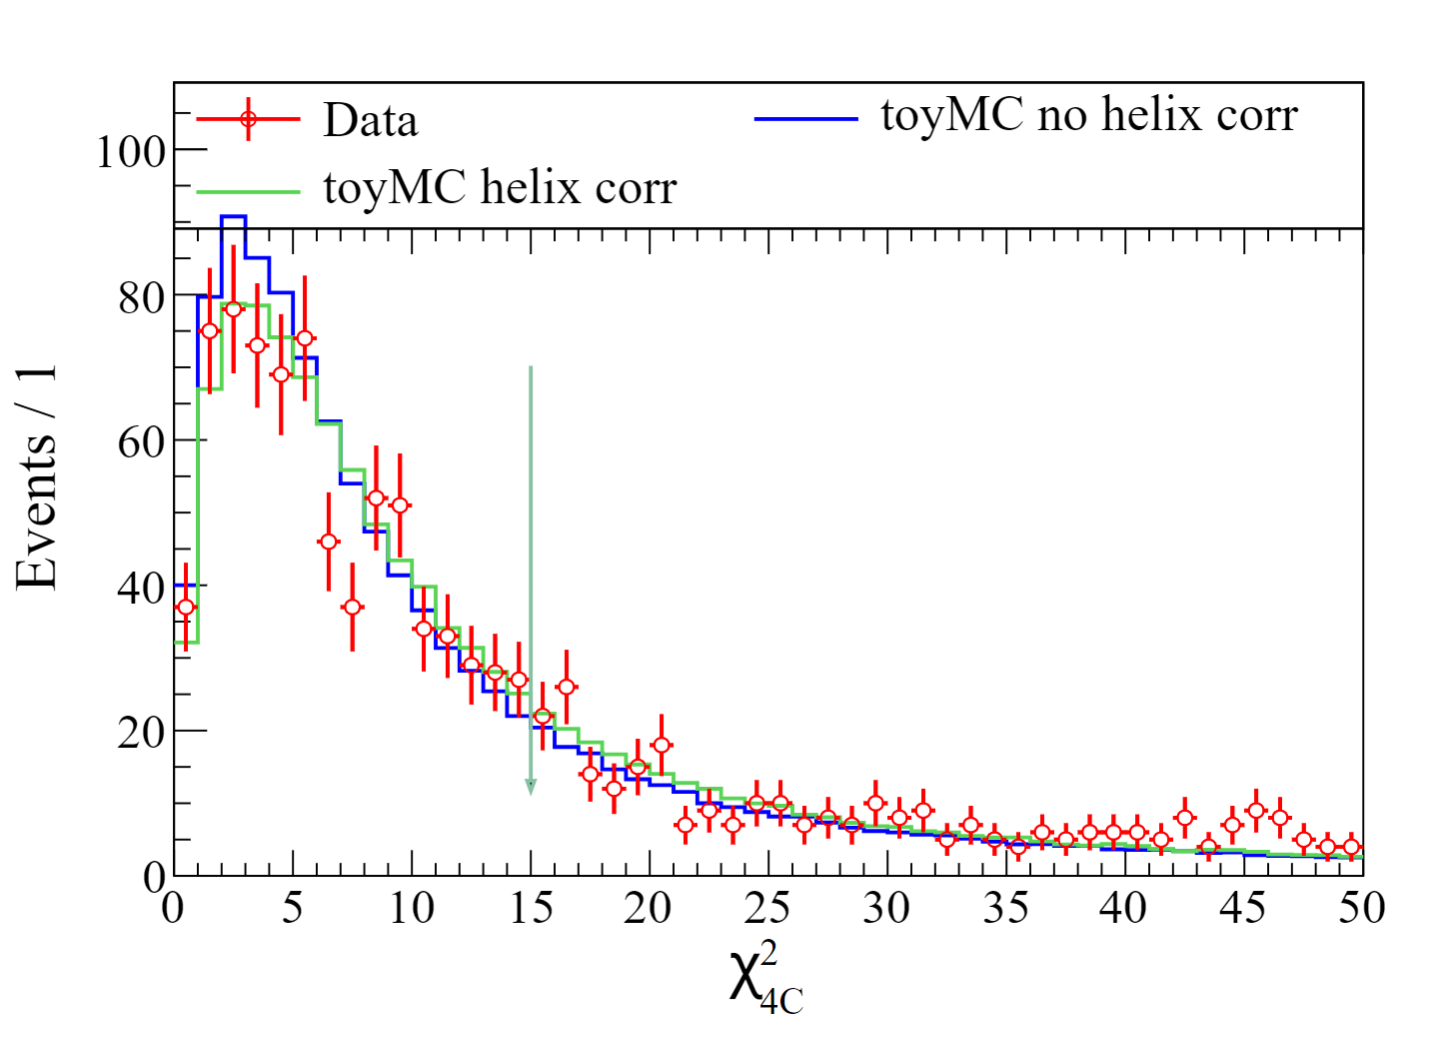 Data
toyMC no helix corr
toyMC helix corr
Events / 1
100
80
60
40
20
0
0 5 10 15 20 25 30 35 40 45 50
χ²4C